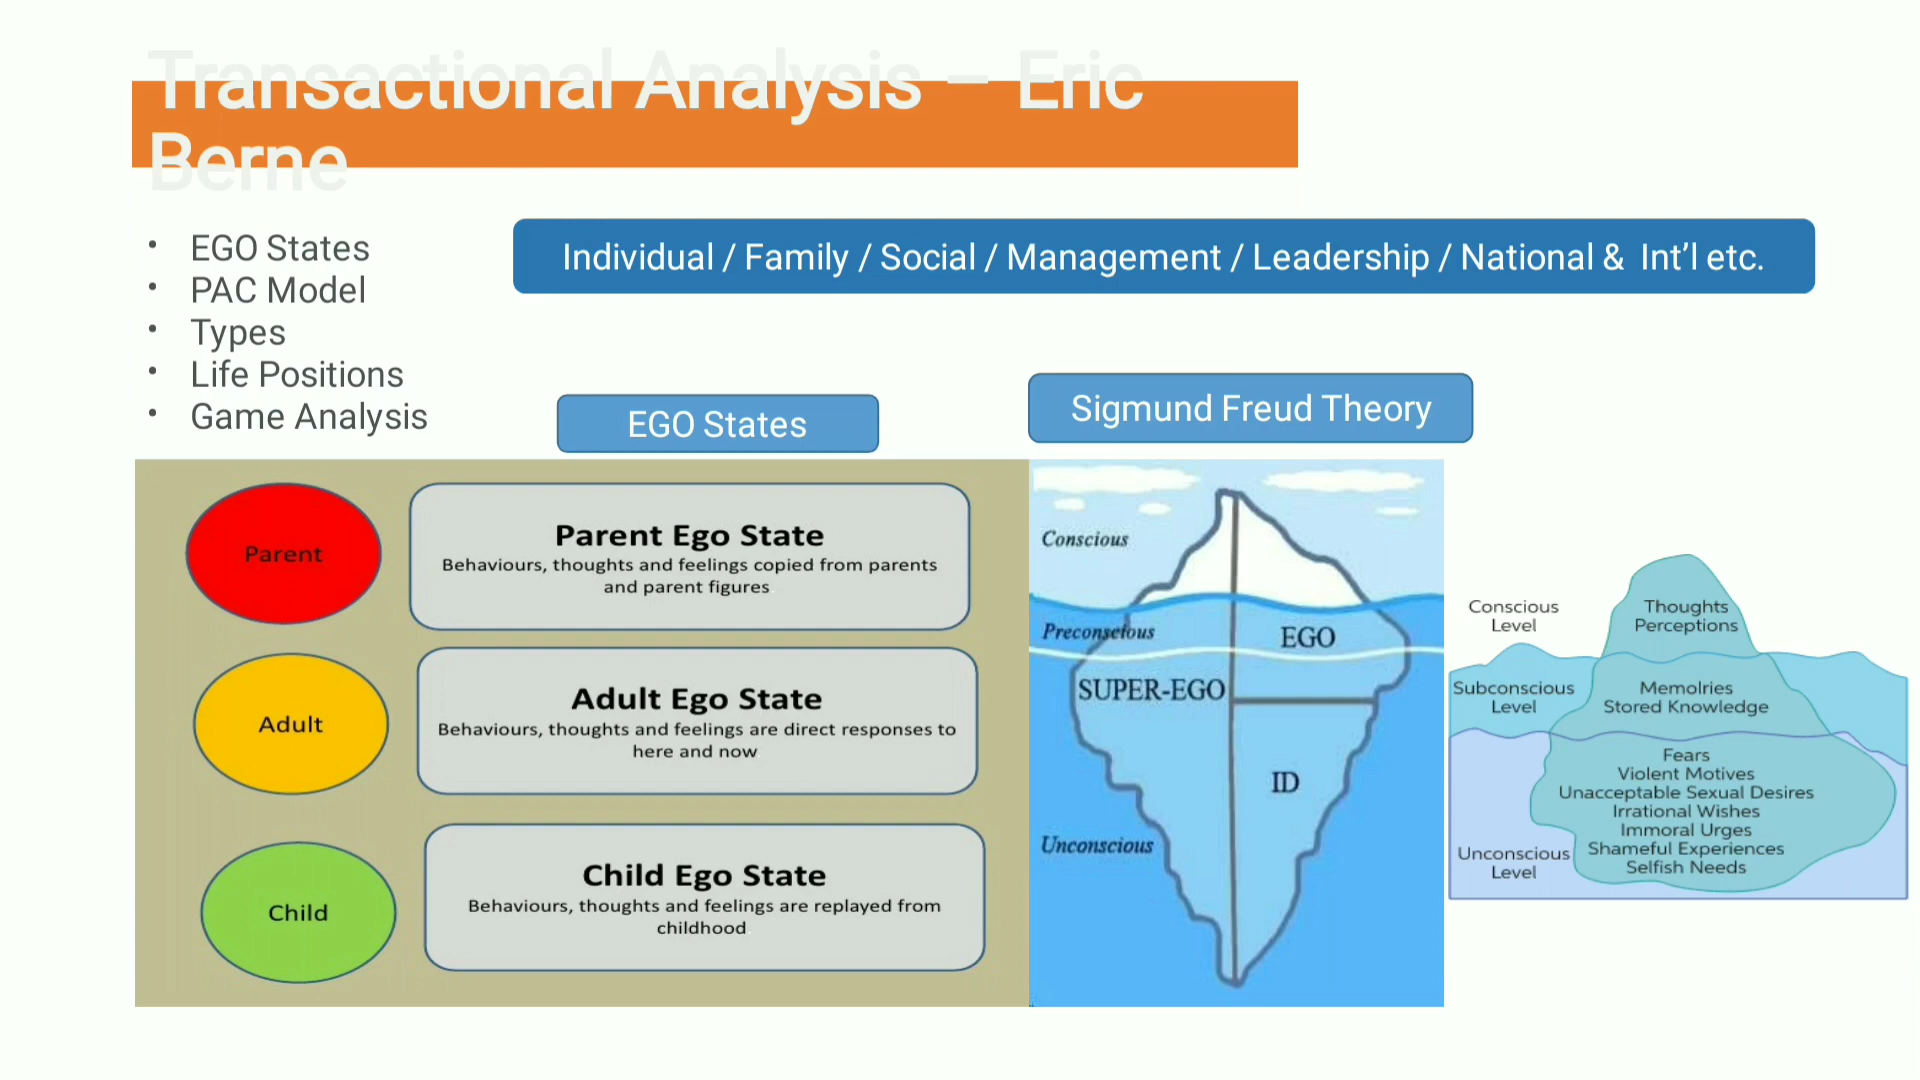 Transactional Analysis – Eric
Berne
• EGO States
• PAC Model
• Types
• Life Positions
• Game Analysis
Individual / Family / Social / Management / Leadership / National & Int’l etc.
EGO States
Sigmund Freud Theory
Parent
Parent Ego State
Behaviours, thoughts and feelings copied from parents
and parent figures
Adult
Adult Ego State
Behaviours, thoughts and feelings are direct responses to
here and now
Child
Child Ego State
Behaviours, thoughts and feelings are replayed from
childhood
Conscious
Preconscious
EGO
SUPER-EGO
ID
Unconscious
Conscious
Level
Thoughts
Perceptions
Subconscious
Level
Memolries
Stored Knowledge
Fears
Violent Motives
Unacceptable Sexual Desires
Irrational Wishes
Immoral Urges
Shameful Experiences
Selfish Needs
Unconscious
Level